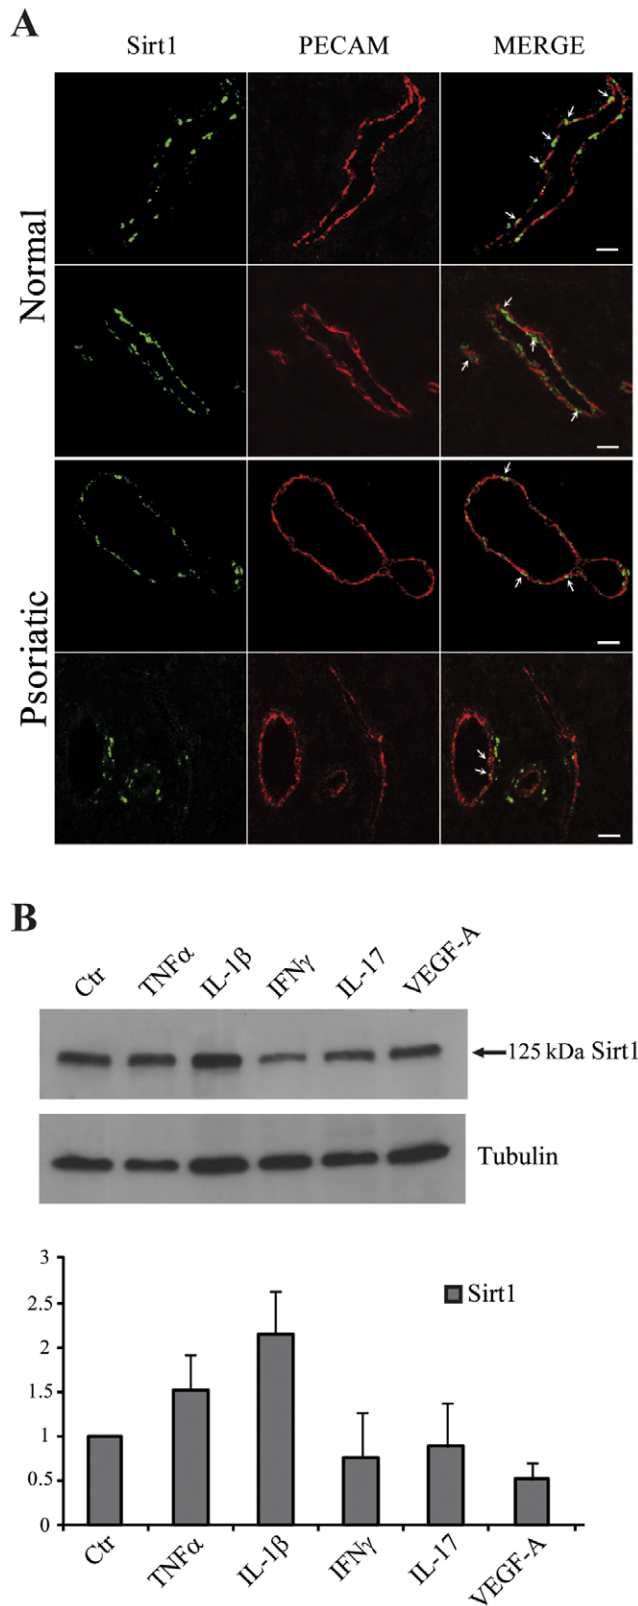 A
Sirt1 PECAM MERGE
Normal
Psoriatic
B
Ctr TNFα IL-1β IFNγ IL-17 VEGF-A
125 kDa Sirt1
Tubulin
3
2.5
2
1.5
1
0.5
0
Sirt1
Ctr TNFα IL-1β IFNγ IL-17 VEGF-A